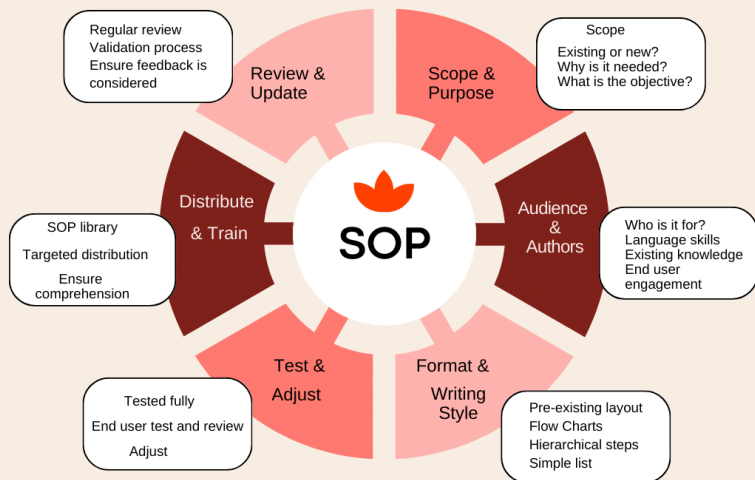 Regular review
Validation process
Ensure feedback is
considered
Review &
Update
Scope &
Purpose
Scope
Existing or new?
Why is it needed?
What is the objective?
Distribute
& Train
SOP library
Targeted distribution
Ensure
comprehension
SOP
Audience
&
Authors
Who is it for?
Language skills
Existing knowledge
End user
engagement
Test &
Adjust
Tested fully
End user test and review
Adjust
Format &
Writing
Style
Pre-existing layout
Flow Charts
Hierarchical steps
Simple list